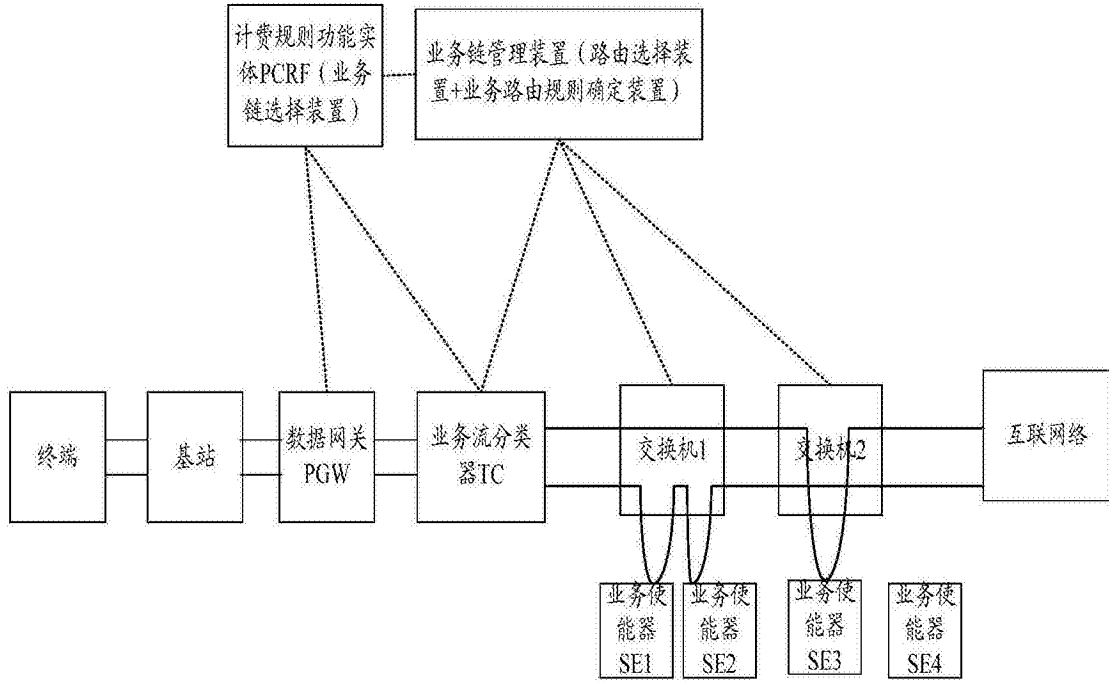 计费规则功能实
体PCRF（业务
链选择装置）
业务链管理装置（路由选择装
置+业务路由规则确定装置）
终端
基站
数据网关
PGW
业务流分类
器TC
交换机1
交换机2
互联网络
业务使
能器
SE1
业务使
能器
SE2
业务使
能器
SE3
业务使
能器
SE4